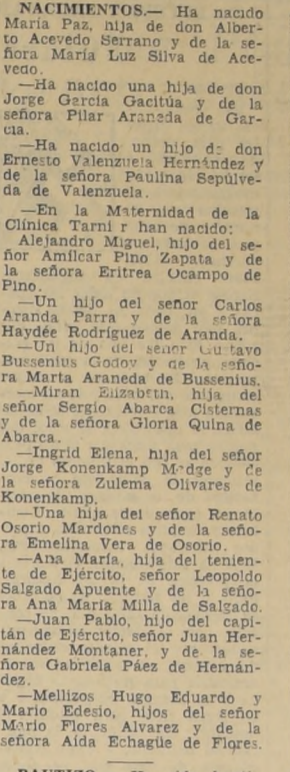 NACIMIENTOS.— Ha nacido
María Paz, hija de don Alber-
to Acevedo Serrano y de la se-
ñora María Luz Silva de Ace-
vedo.
—Ha nacido una hija de don
Jorge García Gacitúa y de la
señora Pilar Araneda de Gar-
cía.
—Ha nacido un hijo de don
Ernesto Valenzuela Hernández y
de la señora Paulina Sepúlve-
da de Valenzuela.
—En la Maternidad de la
Clínica han nacido:
Alejandro Miguel, hijo del se-
ñor Amílcar Pino Zapata y de
la señora Eritrea Ocampo de
Pino.
—Un hijo del señor Carlos
Aranda Parra y de la señora
Haydée Rodríguez de Aranda.
—Un hijo del señor Gustavo
Bussenius Godoy y de la seño-
ra Marta Araneda de Bussenius.
—Miran Elizabeth, hija del
señor Sergio Abarca Cisternas
y de la señora Gloria Quina de
Abarca.
—Ingrid Elena, hija del señor
Jorge Konenkamp Madge y de
la señora Zulema Olivares de
Konenkamp.
—Una hija del señor Renato
Osorio Mardones y de la seño-
ra Emelina Vera de Osorio.
—Ana María, hija del tenien-
te de Ejército, señor Leopoldo
Salgado Apuente y de la seño-
ra Ana María Milla de Salgado.
—Juan Pablo, hijo del capi-
tán de Ejército, señor Juan Her-
nández Montaner, y de la se-
ñora Gabriela Páez de Hernán-
dez.
—Mellizos Hugo Eduardo y
Mario Edesio, hijos del señor
Mario Flores Alvarez y de la
señora Aída Echagüe de Flores.